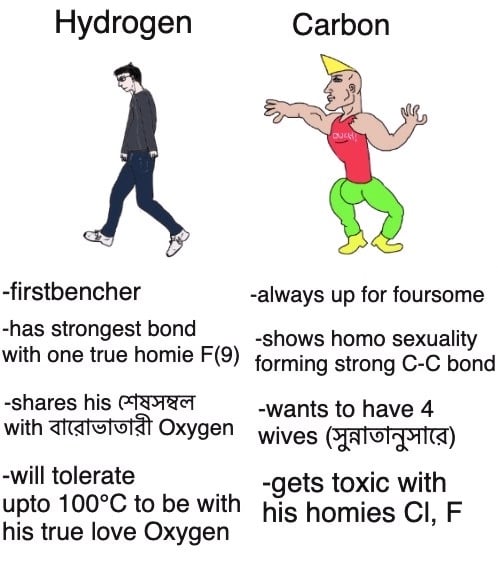 Hydrogen
Carbon
-firstbencher
-has strongest bond
with one true homie F(9)
-shares his শেষসম্বল
with বারোভাতারী Oxygen
-will tolerate
upto 100°C to be with
his true love Oxygen
OUCH!
-always up for foursome
-shows homo sexuality
forming strong C-C bond
-wants to have 4
wives (সুন্নাতানুসারে)
-gets toxic with
his homies Cl, F